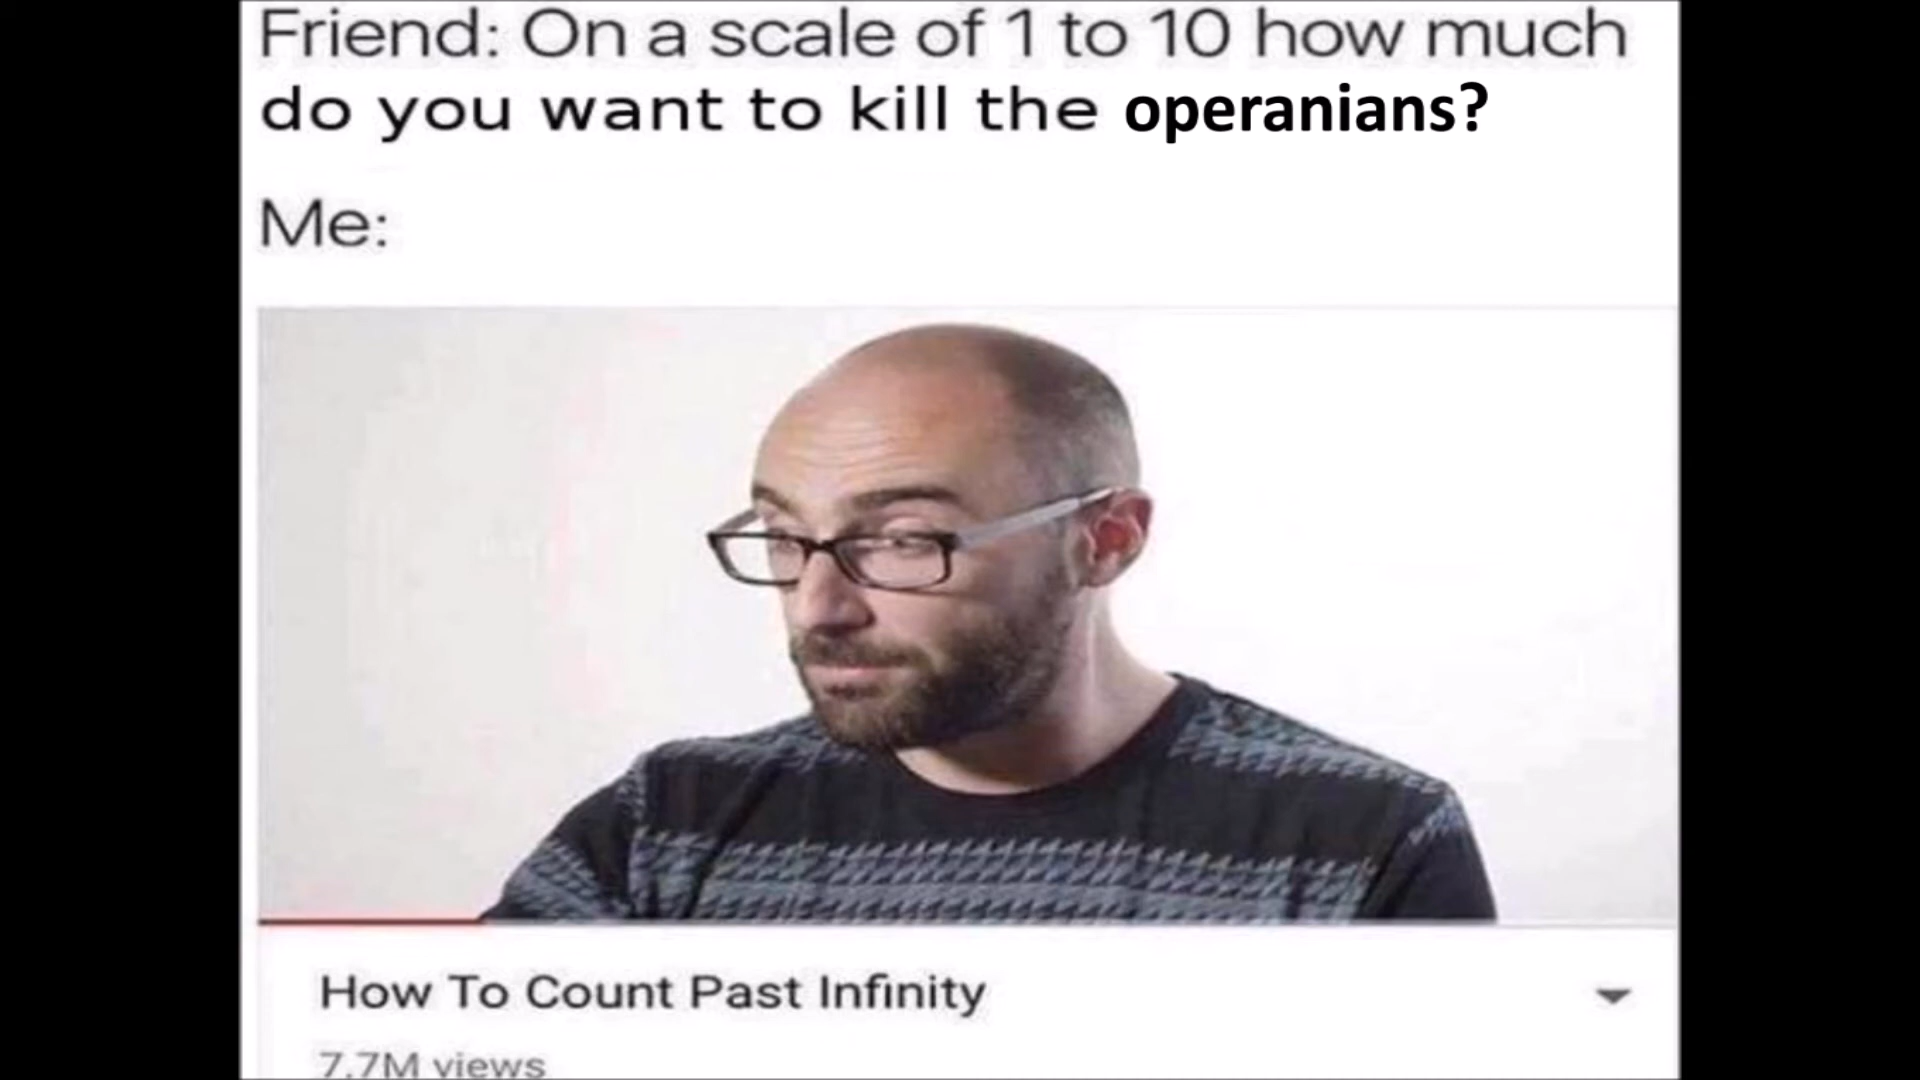 Friend: On a scale of 1 to 10 how much
do you want to kill the operanians?
Me:
How To Count Past Infinity
7.7M views